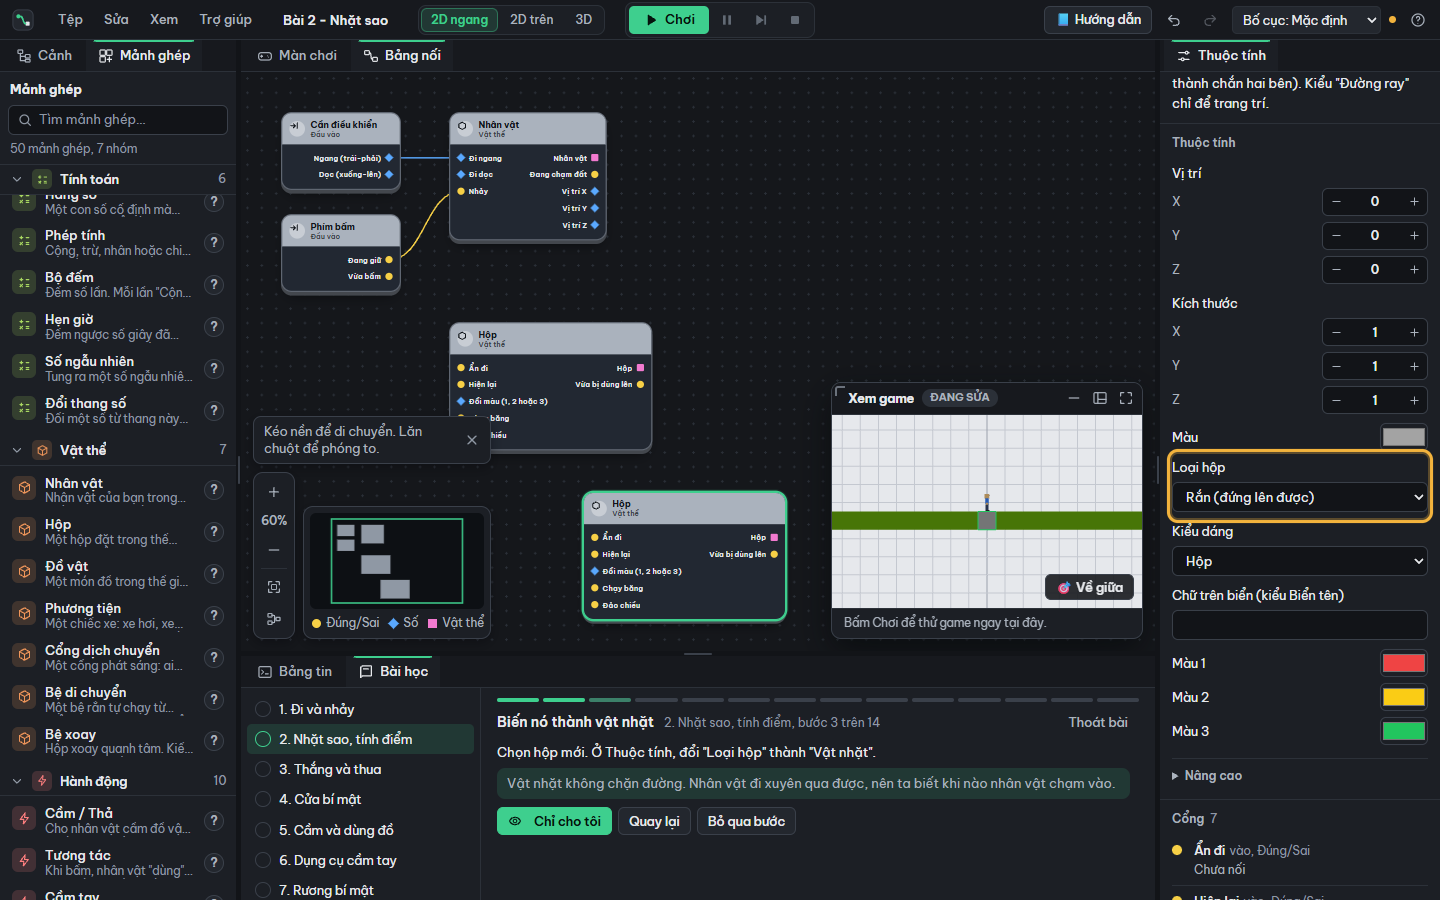 Tệp
Sửa
Xem
Trợ giúp
Bài 2 - Nhặt sao
2D ngang
2D trên
3D
Chơi
Hướng dẫn
Bố cục: Mặc định
Cảnh
Mảnh ghép
Mảnh ghép
Tìm mảnh ghép...
50 mảnh ghép, 7 nhóm
Tính toán
6
Hằng số
Một con số cố định mà...
Phép tính
Cộng, trừ, nhân hoặc chi...
Bộ đếm
Đếm số lần. Mỗi lần "Cộn...
Hẹn giờ
Đếm ngược số giây đã...
Số ngẫu nhiên
Tung ra một số ngẫu nhiê...
Đổi thang số
Đổi một số từ thang này...
Vật thể
7
Nhân vật
Nhân vật của bạn trong...
Hộp
Một hộp đặt trong thế...
Đồ vật
Một món đồ trong thế gi...
Phương tiện
Một chiếc xe: xe hơi, xe...
Cổng dịch chuyển
Một cổng phát sáng: ai...
Bệ di chuyển
Một bệ rắn tự chạy từ...
Bệ xoay
Hộp xoay quanh tâm. Kiể...
Hành động
10
Cầm / Thả
Cho nhân vật cầm đồ vậ...
Tương tác
Khi bấm, nhân vật "dùng"...
Cầm tay
Màn chơi
Bảng nối
Cần điều khiển
Đầu vào
Ngang (trái-phải)
Dọc (xuống-lên)
Phím bấm
Đầu vào
Đang giữ
Vừa bấm
Nhân vật
Vật thể
Đi ngang
Nhân vật
Đi dọc
Đang chạm đất
Nhảy
Vị trí X
Vị trí Y
Vị trí Z
Hộp
Vật thể
Ẩn đi
Hộp
Hiện lại
Vừa bị dùng lên
Đổi màu (1, 2 hoặc 3)
băng
hiều
Kéo nền để di chuyển. Lăn
chuột để phóng to.
60%
Đúng/Sai
Số
Vật thể
Hộp
Vật thể
Ẩn đi
Hộp
Hiện lại
Vừa bị dùng lên
Đổi màu (1, 2 hoặc 3)
Chạy băng
Đảo chiều
Xem game
ĐANG SỬA
Về giữa
Bấm Chơi để thử game ngay tại đây.
Bảng tin
Bài học
1. Đi và nhảy
2. Nhặt sao, tính điểm
3. Thắng và thua
4. Cửa bí mật
5. Cầm và dùng đồ
6. Dụng cụ cầm tay
7. Rương bí mật
Biến nó thành vật nhặt
2. Nhặt sao, tính điểm, bước 3 trên 14
Thoát bài
Chọn hộp mới. Ở Thuộc tính, đổi "Loại hộp" thành "Vật nhặt".
Vật nhặt không chặn đường. Nhân vật đi xuyên qua được, nên ta biết khi nào nhân vật chạm vào.
Chỉ cho tôi
Quay lại
Bỏ qua bước
Thuộc tính
thành chắn hai bên). Kiểu "Đường ray"
chỉ để trang trí.
Thuộc tính
Vị trí
X
0
Y
0
Z
0
Kích thước
X
1
Y
1
Z
1
Màu
Loại hộp
Rắn (đứng lên được)
Kiểu dáng
Hộp
Chữ trên biển (kiểu Biển tên)
Màu 1
Màu 2
Màu 3
Nâng cao
Cổng 7
Ẩn đi vào, Đúng/Sai
Chưa nối
Hiện lại vào, Đúng/Sai